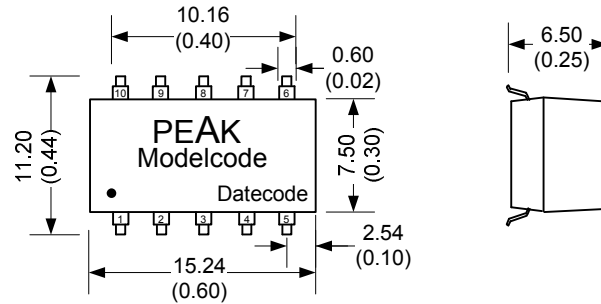 10.16
(0.40)
0.60
(0.02)
6.50
(0.25)
10 9 8 7 6
11.20
(0.44)
PEAK
Modelcode
Datecode
7.50
(0.30)
1 2 3 4 5
2.54
(0.10)
15.24
(0.60)